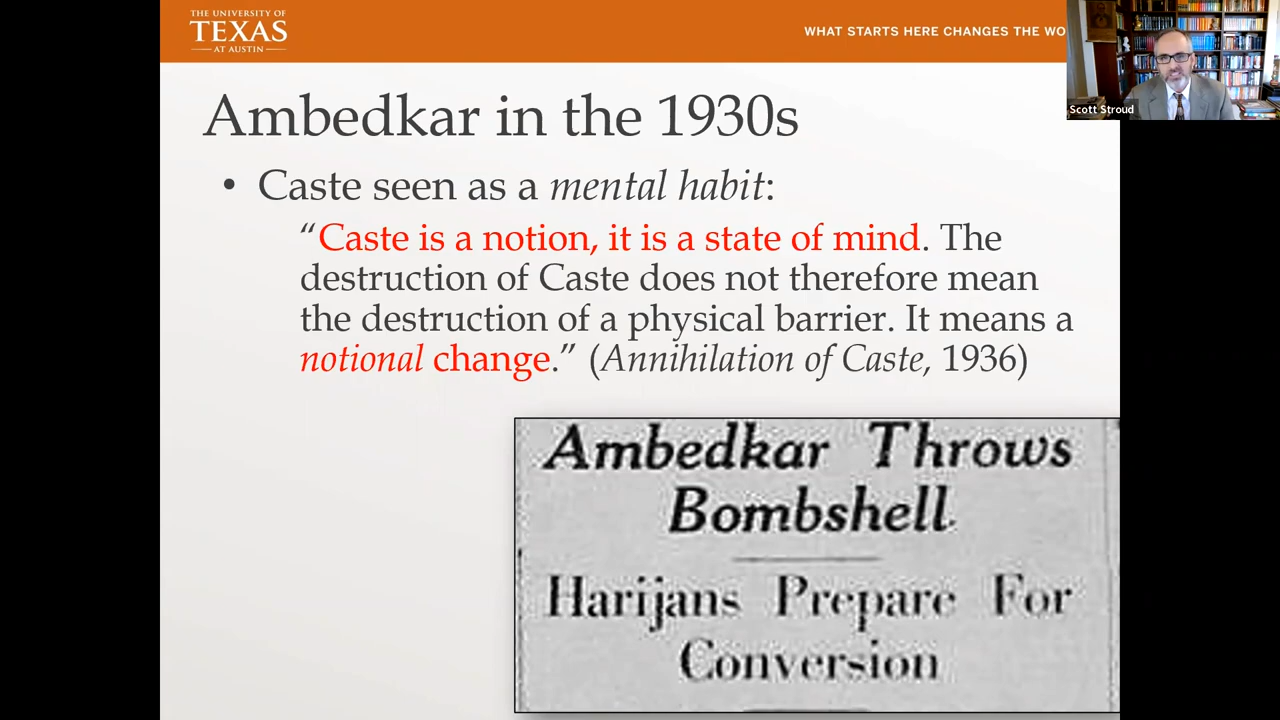 THE UNIVERSITY OF
TEXAS
AT AUSTIN
WHAT STARTS HERE CHANGES THE WO
Scott Stroud
Ambedkar in the 1930s
• Caste seen as a mental habit:
“Caste is a notion, it is a state of mind. The
destruction of Caste does not therefore mean
the destruction of a physical barrier. It means a
notional change.” (Annihilation of Caste, 1936)
Ambedkar Throws
Bombshell
Harijans Prepare For
Conversion